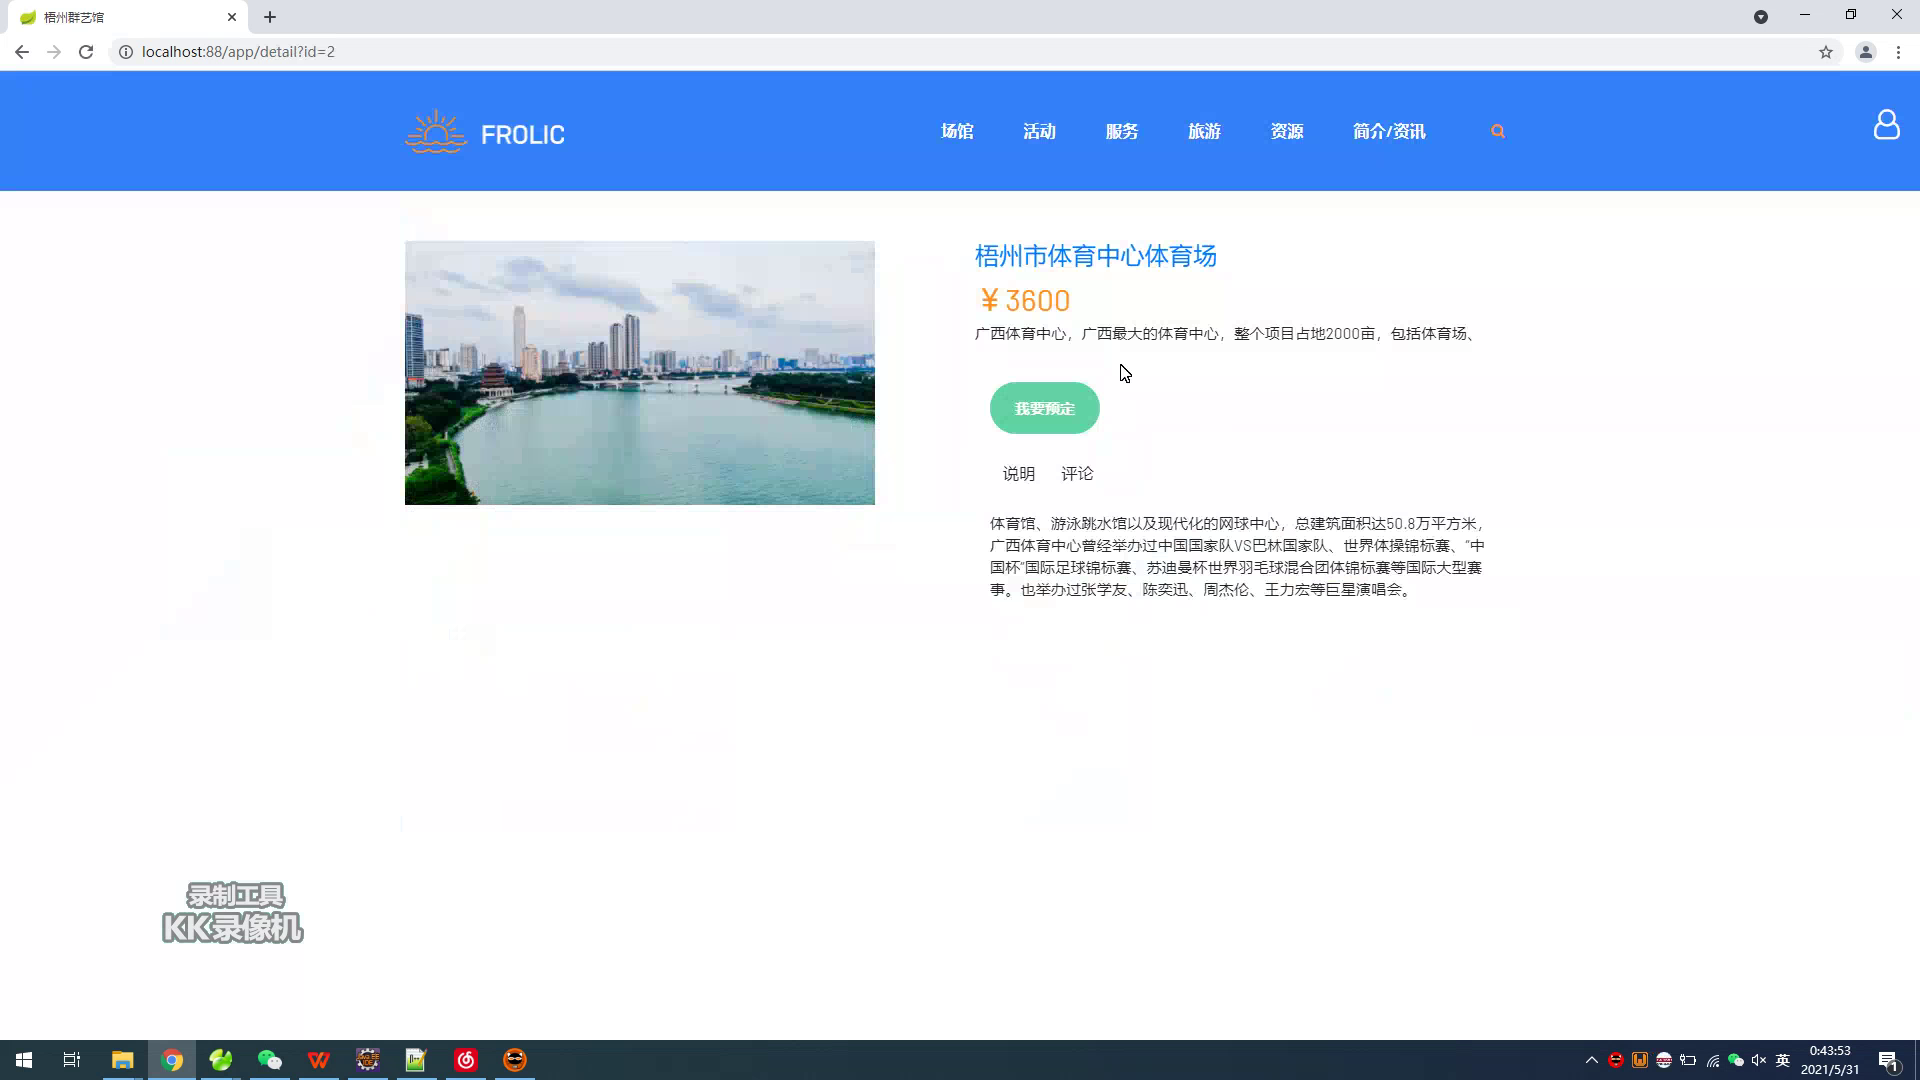 梧州群艺馆
localhost:88/app/detail?id=2
FROLIC
场馆 活动 服务 旅游 资源 简介/资讯
梧州市体育中心体育场
￥3600
广西体育中心，广西最大的体育中心，整个项目占地2000亩，包括体育场、
我要预定
说明 评论
体育馆、游泳跳水馆以及现代化的网球中心，总建筑面积达50.8万平方米，
广西体育中心曾经举办过中国国家队VS巴林国家队、世界体操锦标赛、“中
国杯”国际足球锦标赛、苏迪曼杯世界羽毛球混合团体锦标赛等国际大型赛
事。也举办过张学友、陈奕迅、周杰伦、王力宏等巨星演唱会。
录制工具
KK录像机
英
0:43:53
2021/5/31
1